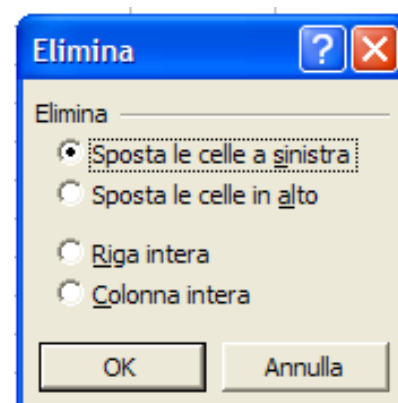 Elimina
Elimina
Sposta le celle a sinistra
Sposta le celle in alto
Riga intera
Colonna intera
OK Annulla